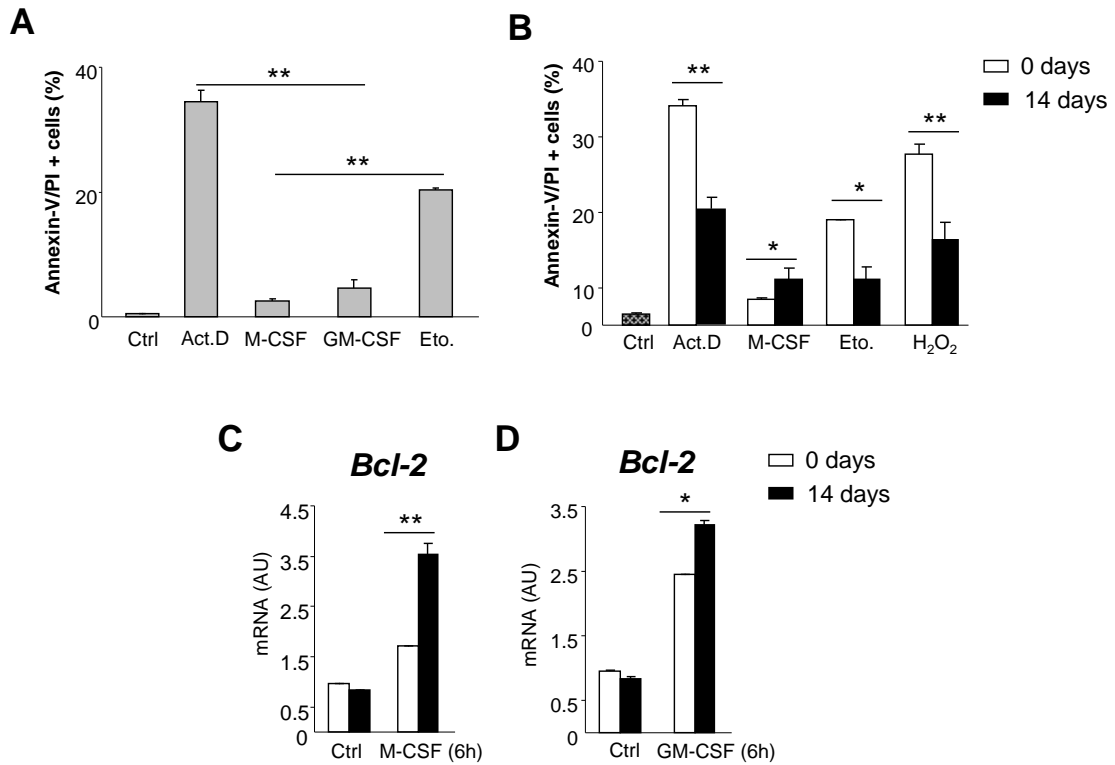 A
Annexin-V/PI + cells (%)
40
20
0
**
**
Ctrl Act.D M-CSF GM-CSF Eto.
B
Annexin-V/PI + cells (%)
40
30
20
10
0
**
*
*
**
Ctrl Act.D M-CSF Eto. H₂O₂
0 days
14 days
C
Bcl-2
mRNA (AU)
4.5
3.5
2.5
1.5
0.5
0
**
Ctrl M-CSF (6h)
D
Bcl-2
mRNA (AU)
3.5
2.5
1.5
0.5
0
*
Ctrl GM-CSF (6h)
0 days
14 days